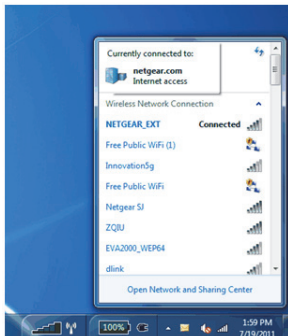 Currently connected to:
netgear.com
Internet access
Wireless Network Connection
NETGEAR_EXT Connected
Free Public WiFi (1)
Innovation5g
Free Public WiFi
Netgear SJ
ZQIU
EVA2000_WEP64
dlink
Open Network and Sharing Center
100%
1:59 PM
7/19/2011